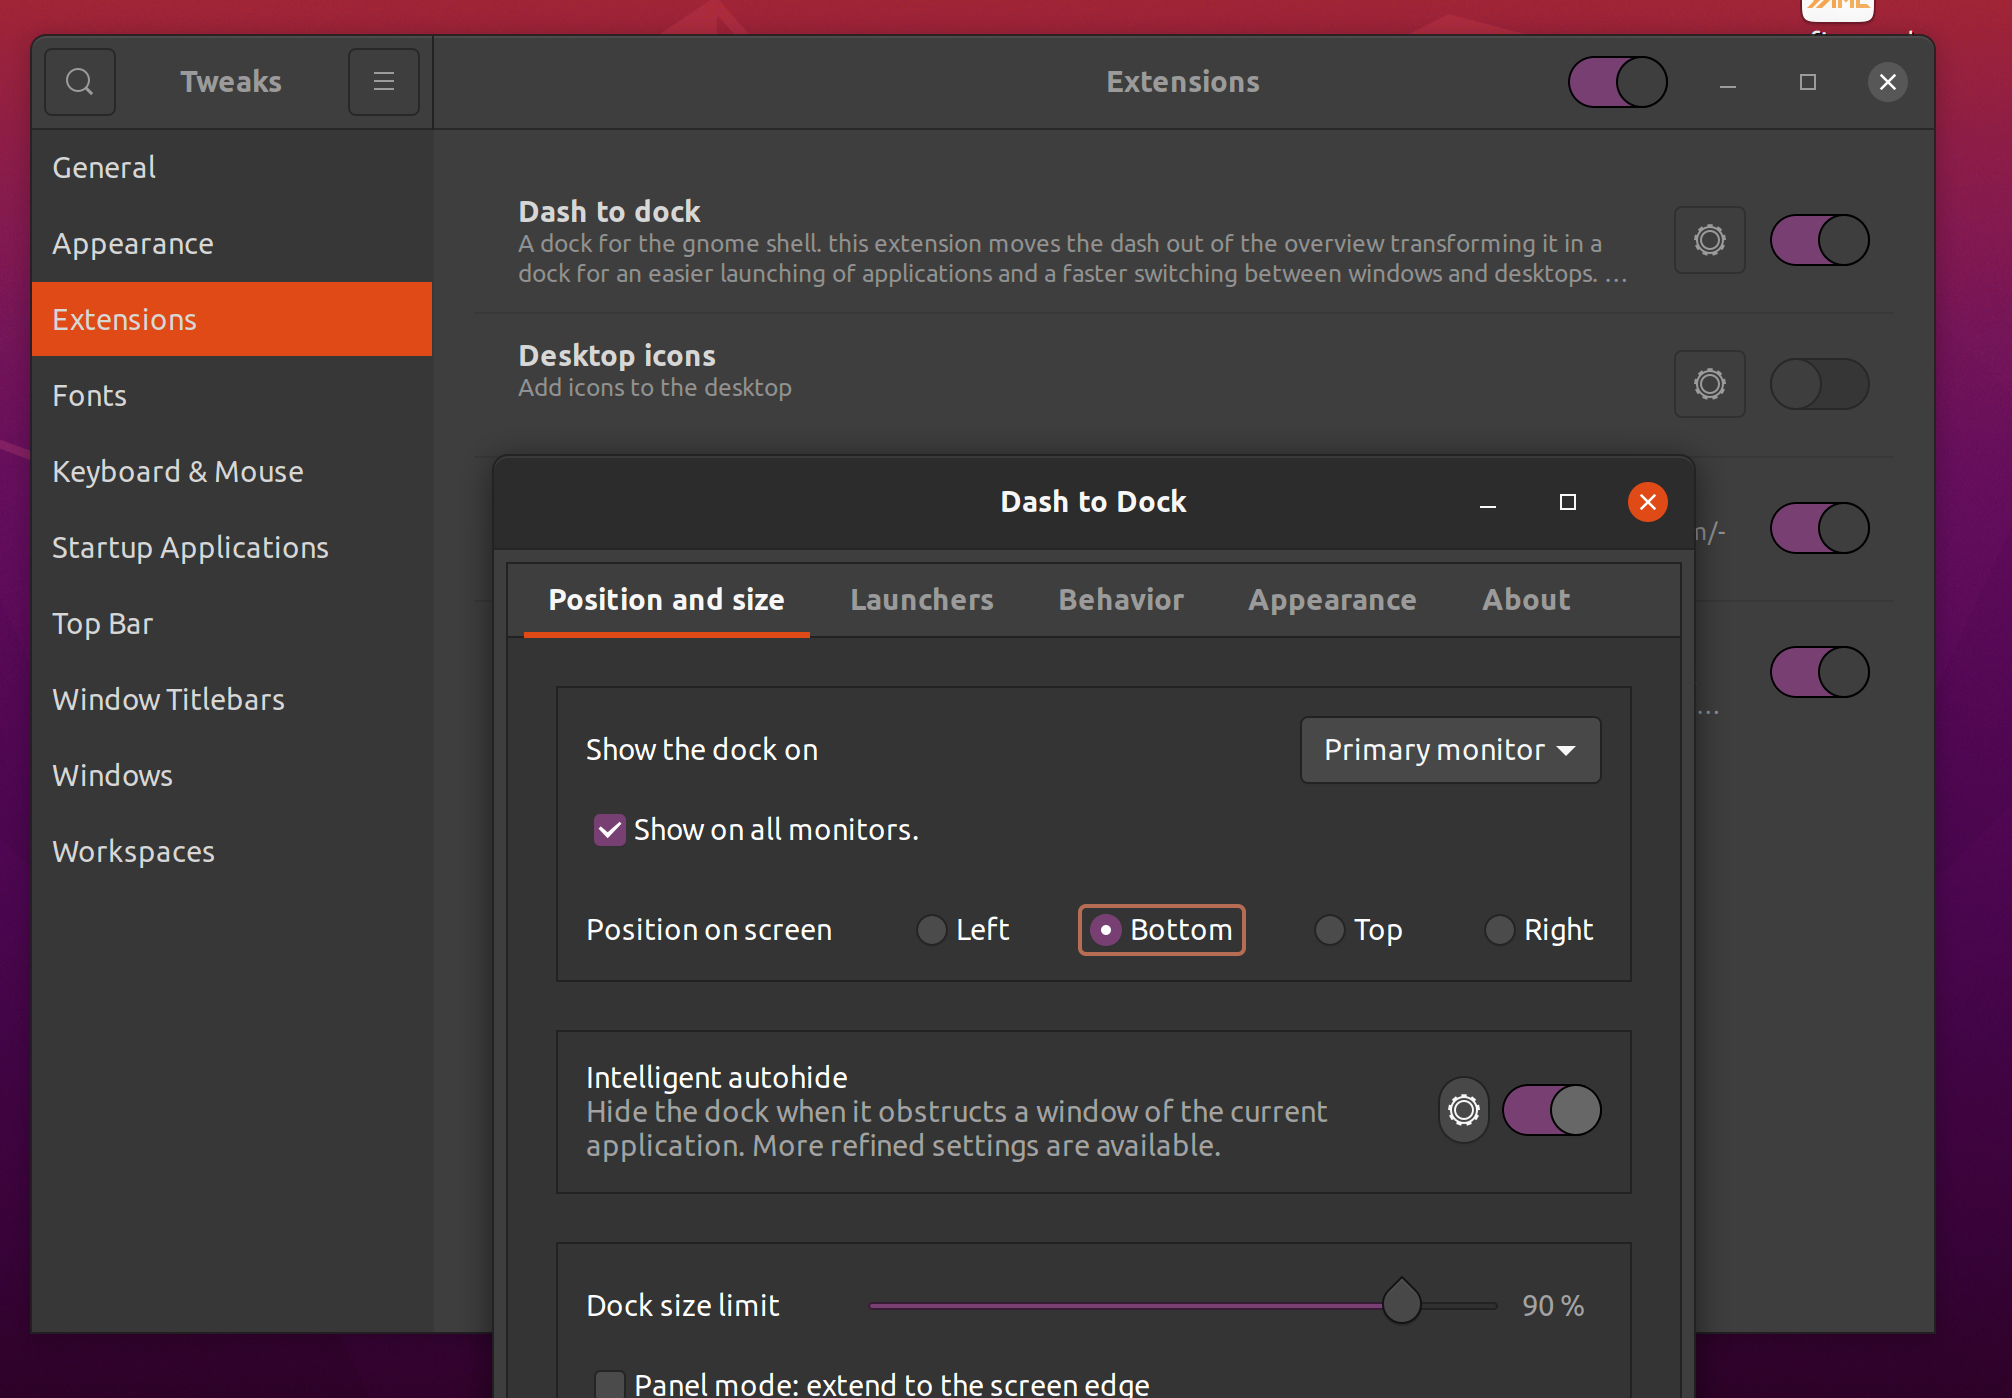 Tweaks
Extensions
General
Appearance
Extensions
Fonts
Keyboard & Mouse
Startup Applications
Top Bar
Window Titlebars
Windows
Workspaces
Dash to dock
A dock for the gnome shell. this extension moves the dash out of the overview transforming it in a
dock for an easier launching of applications and a faster switching between windows and desktops. …
Desktop icons
Add icons to the desktop
/-
…
Dash to Dock
Position and size
Launchers
Behavior
Appearance
About
Show the dock on
Primary monitor
Show on all monitors.
Position on screen
Left
Bottom
Top
Right
Intelligent autohide
Hide the dock when it obstructs a window of the current
application. More refined settings are available.
Dock size limit
90 %
Panel mode: extend to the screen edge